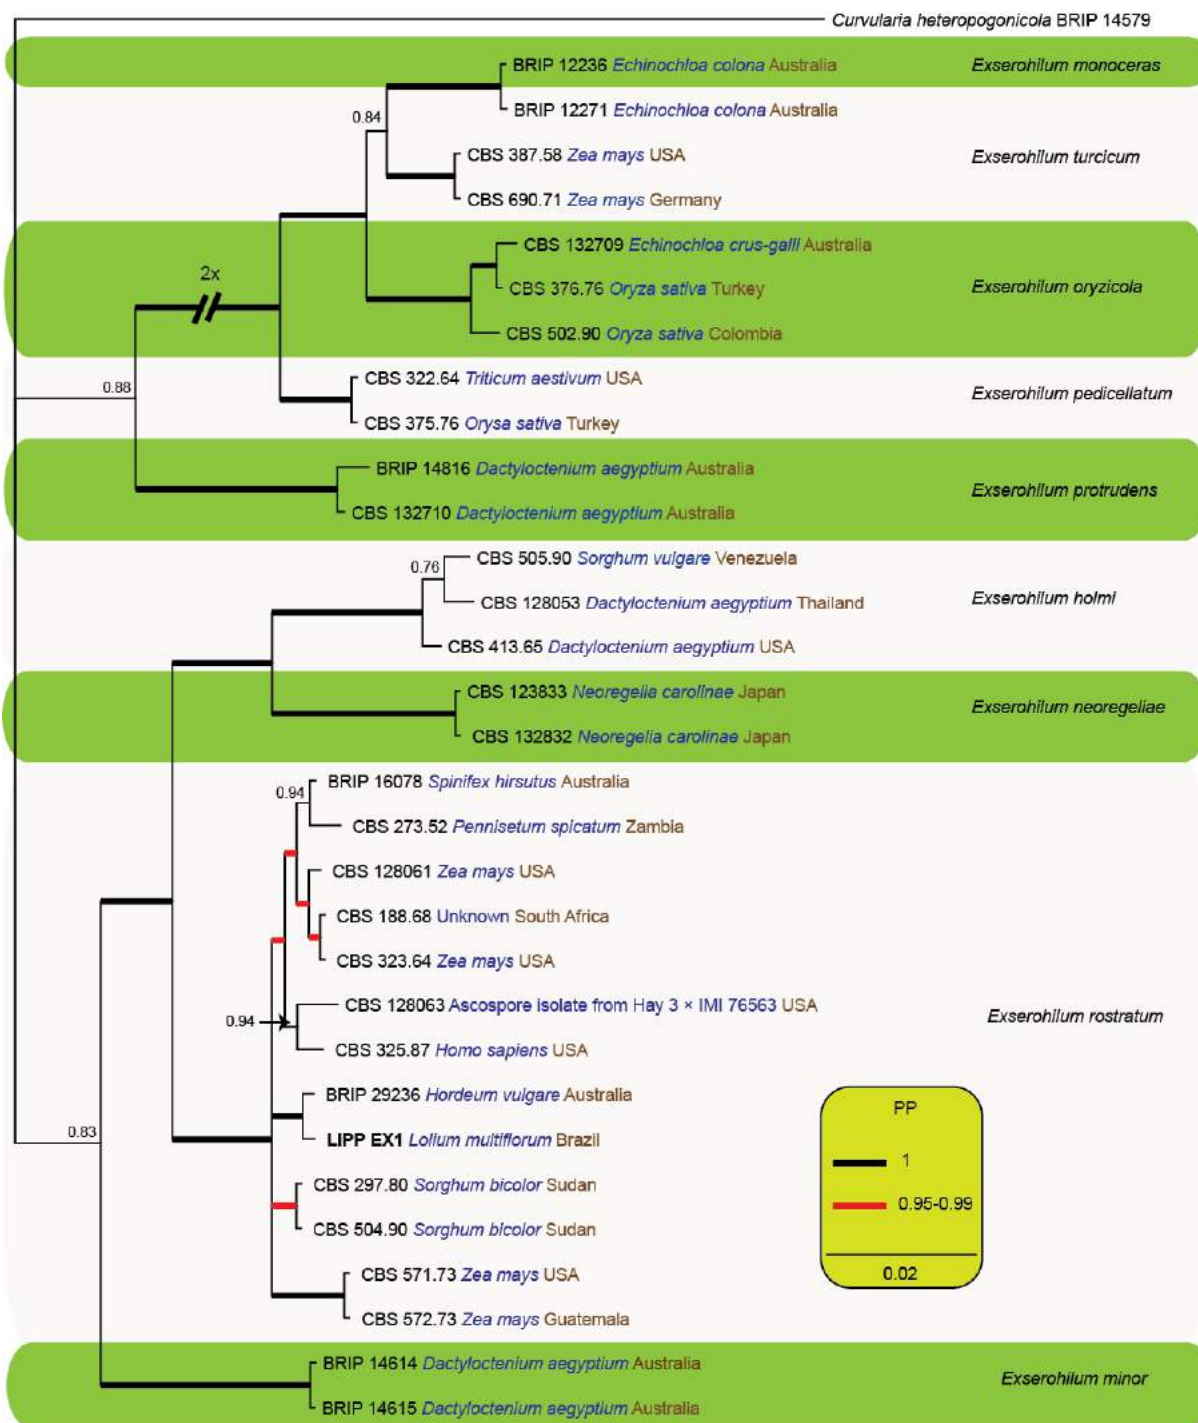 Curvularia heteropogonicola BRIP 14579
BRIP 12236 Echinochloa colona Australia Exserohilum monoceras
BRIP 12271 Echinochloa colona Australia
0.84
CBS 387.58 Zea mays USA Exserohilum turcicum
CBS 690.71 Zea mays Germany
CBS 132709 Echinochloa crus-galli Australia
2x
CBS 376.76 Oryza sativa Turkey Exserohilum oryzicola
CBS 502.90 Oryza sativa Colombia
CBS 322.64 Triticum aestivum USA
0.88
Exserohilum pedicellatum
CBS 375.76 Orysa sativa Turkey
BRIP 14816 Dactyloctenium aegyptium Australia
Exserohilum protrudens
CBS 132710 Dactyloctenium aegyptium Australia
CBS 505.90 Sorghum vulgare Venezuela
0.76
CBS 128053 Dactyloctenium aegyptium Thailand Exserohilum holmi
CBS 413.65 Dactyloctenium aegyptium USA
CBS 123833 Neoregelia carolinae Japan
Exserohilum neoregeliae
CBS 132832 Neoregelia carolinae Japan
BRIP 16078 Spinifex hirsutus Australia
0.94
CBS 273.52 Pennisetum spicatum Zambia
CBS 128061 Zea mays USA
CBS 188.68 Unknown South Africa
CBS 323.64 Zea mays USA
CBS 128063 Ascospore isolate from Hay 3 × IMI 76563 USA
0.94
Exserohilum rostratum
CBS 325.87 Homo sapiens USA
BRIP 29236 Hordeum vulgare Australia
0.83
LIPP EX1 Lolium multiflorum Brazil
CBS 297.80 Sorghum bicolor Sudan
CBS 504.90 Sorghum bicolor Sudan
CBS 571.73 Zea mays USA
CBS 572.73 Zea mays Guatemala
PP
1
0.95-0.99
0.02
BRIP 14614 Dactyloctenium aegyptium Australia
Exserohilum minor
BRIP 14615 Dactyloctenium aegyptium Australia